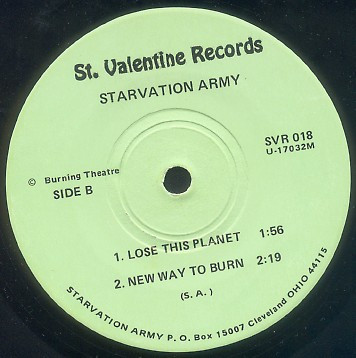 St. Valentine Records
STARVATION ARMY
SVR 018
U-17032M
© Burning Theatre
SIDE B
1. LOSE THIS PLANET 1:56
2. NEW WAY TO BURN 2:19
(S. A.)
STARVATION ARMY P. O. Box 15007 Cleveland OHIO 44115